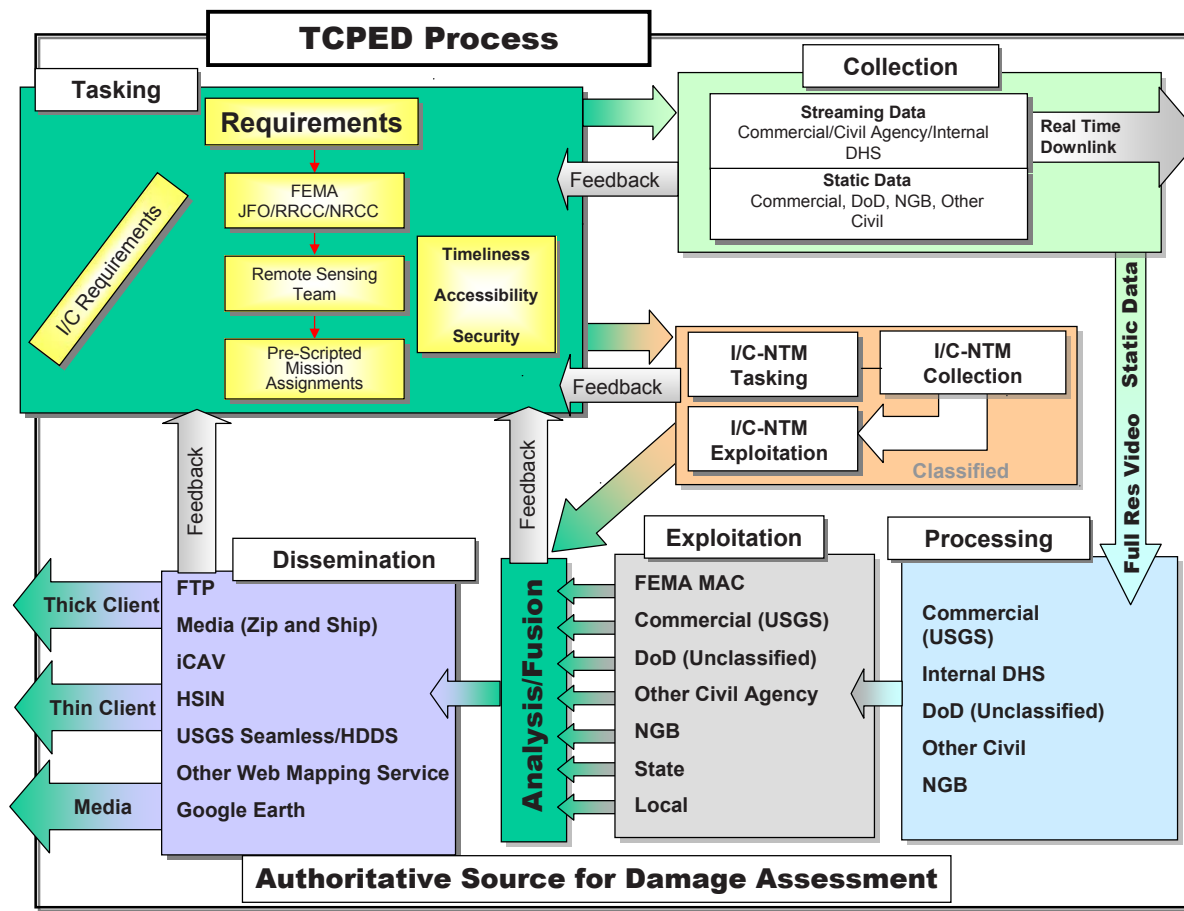 TCPED Process
Tasking
Requirements
FEMA
JFO/RRCC/NRCC
Remote Sensing
Team
Pre-Scripted
Mission
Assignments
I/C Requirements
Timeliness
Accessibility
Security
Collection
Streaming Data
Commercial/Civil Agency/Internal
DHS
Static Data
Commercial, DoD, NGB, Other
Civil
Real Time
Downlink
Feedback
Feedback
I/C-NTM
Tasking
I/C-NTM
Collection
I/C-NTM
Exploitation
Classified
Full Res Video Static Data
Feedback
Feedback
Dissemination
FTP
Media (Zip and Ship)
iCAV
HSIN
USGS Seamless/HDDS
Other Web Mapping Service
Google Earth
Thick Client
Thin Client
Media
Analysis/Fusion
Exploitation
FEMA MAC
Commercial (USGS)
DoD (Unclassified)
Other Civil Agency
NGB
State
Local
Processing
Commercial
(USGS)
Internal DHS
DoD (Unclassified)
Other Civil
NGB
Authoritative Source for Damage Assessment